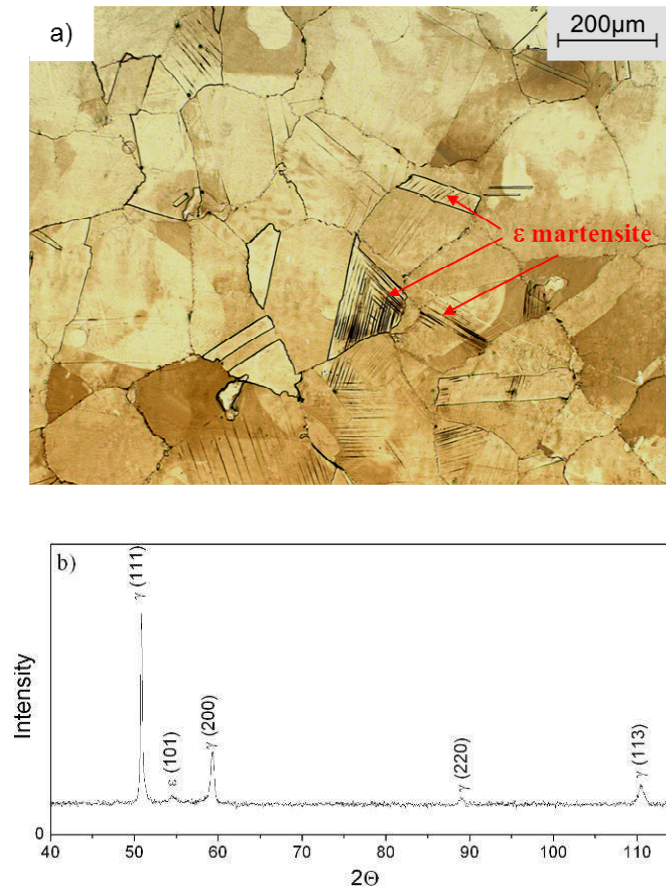 a)
200µm
ε martensite
b)
γ (111)
ε (101)
γ (200)
γ (220)
γ (113)
Intensity
0
40 50 60 70 80 90 100 110
2Θ